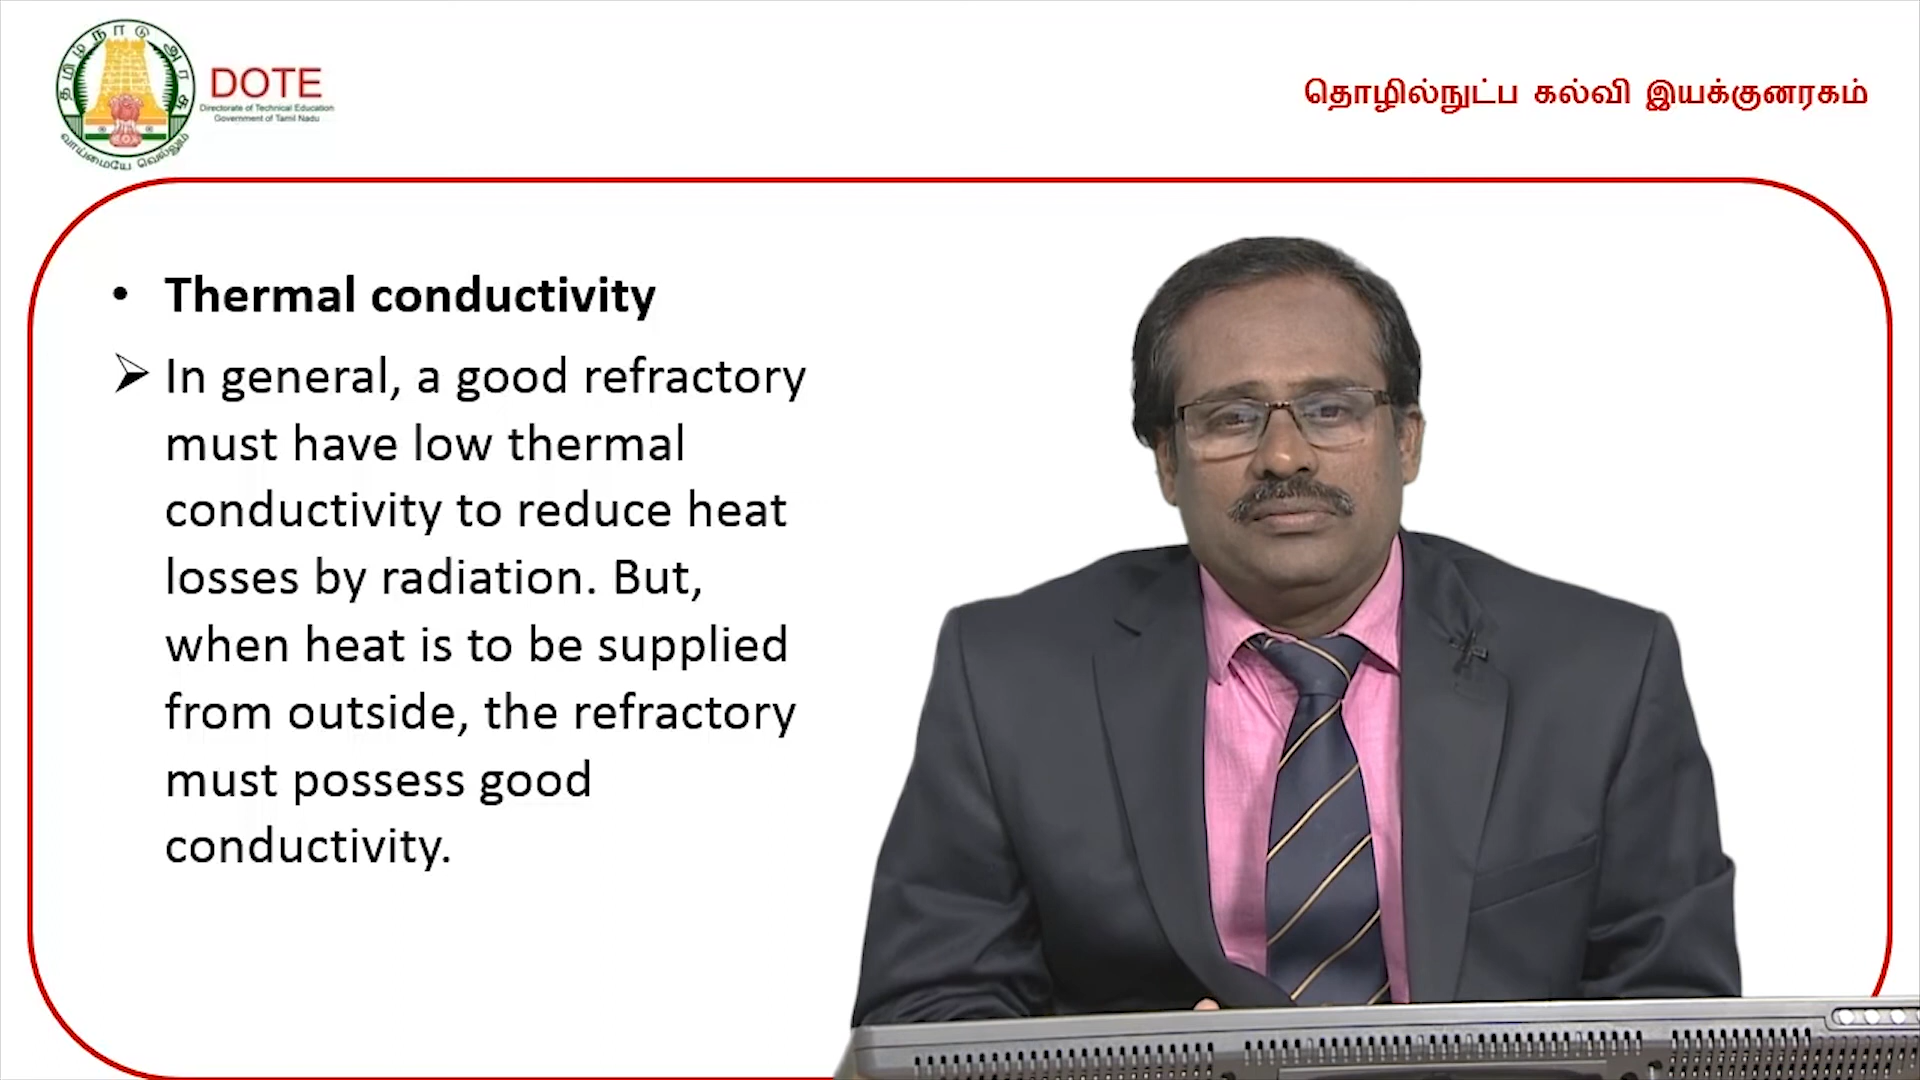 தமிழ்நாடு அரசு
வாய்மையே வெல்லும்
DOTE
Directorate of Technical Education
Government of Tamil Nadu
தொழில்நுட்ப கல்வி இயக்குனரகம்
• Thermal conductivity
➢ In general, a good refractory
must have low thermal
conductivity to reduce heat
losses by radiation. But,
when heat is to be supplied
from outside, the refractory
must possess good
conductivity.